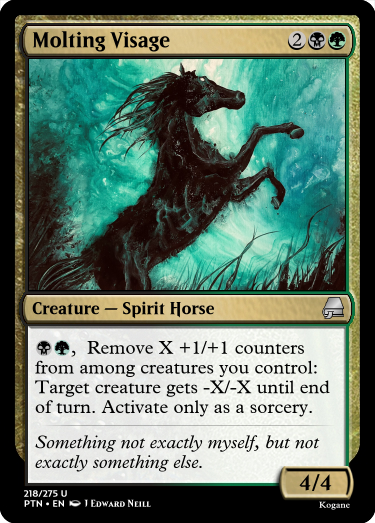 Molting Visage 2
Creature — Spirit Horse
, Remove X +1/+1 counters
from among creatures you control:
Target creature gets -X/-X until end
of turn. Activate only as a sorcery.
Something not exactly myself, but not
exactly something else.
4/4
218/275 U
PTN • EN J Edward Neill
Kogane